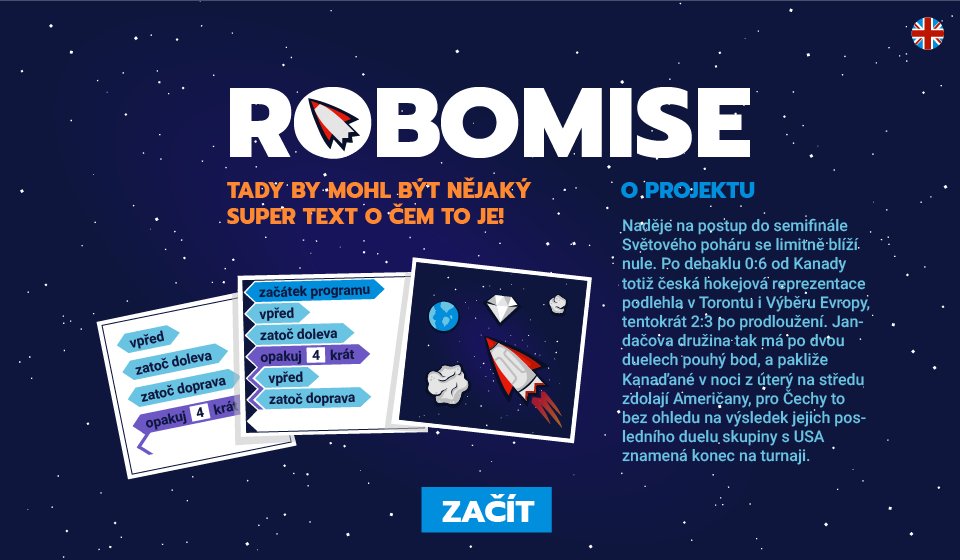 ROBOMISE
TADY BY MOHL BÝT NĚJAKÝ
SUPER TEXT O ČEM TO JE!
O PROJEKTU
Naděje na postup do semifinále
Světového poháru se limitně blíží
nule. Po debaklu 0:6 od Kanady
totiž česká hokejová reprezentace
podlehla v Torontu i Výběru Evropy,
tentokrát 2:3 po prodloužení. Jan-
dačova družina tak má po dvou
duelech pouhý bod, a pakliže
Kanaďané v noci z úterý na středu
zdolají Američany, pro Čechy to
bez ohledu na výsledek jejich pos-
ledního duelu skupiny s USA
znamená konec na turnaji.
vpřed
zatoč doleva
zatoč doprava
opakuj 4 krát
začátek programu
vpřed
zatoč doleva
opakuj 4 krát
vpřed
zatoč doprava
ZAČÍT